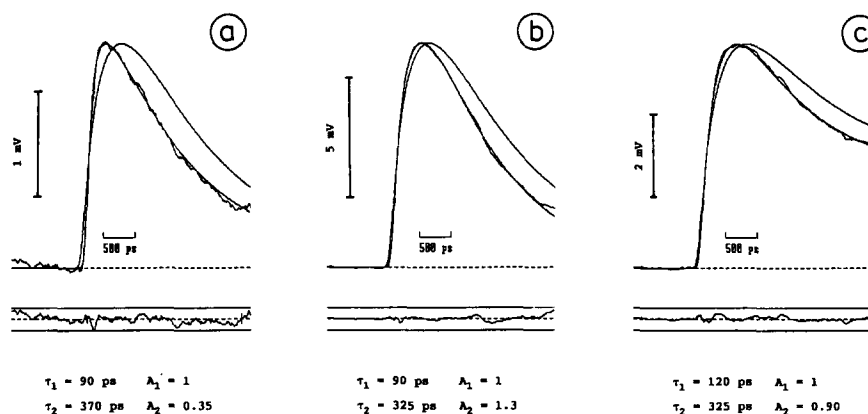 a
b
c
1 mV
5 mV
2 mV
500 ps
500 ps
500 ps
τ1 = 90 ps A1 = 1
τ2 = 370 ps A2 = 0.35
τ1 = 90 ps A1 = 1
τ2 = 325 ps A2 = 1.3
τ1 = 120 ps A1 = 1
τ2 = 325 ps A2 = 0.90